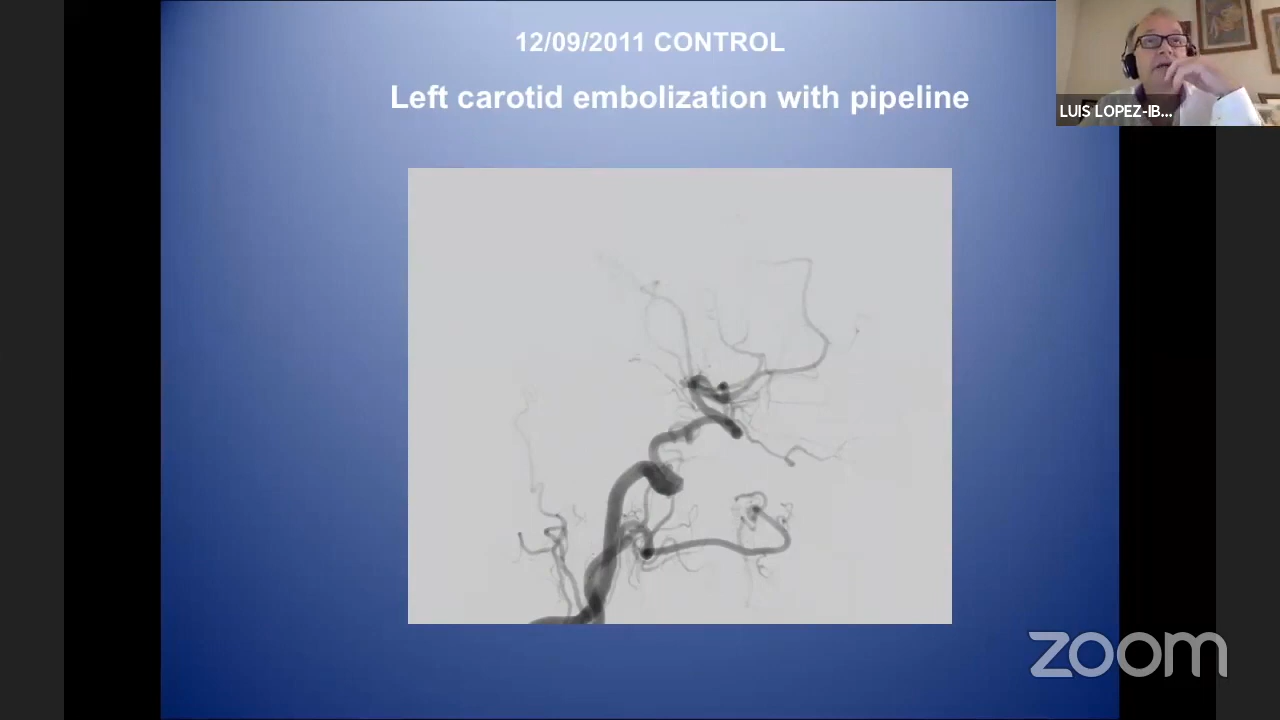 12/09/2011 CONTROL
Left carotid embolization with pipeline
LUIS LOPEZ-IB...
zoom